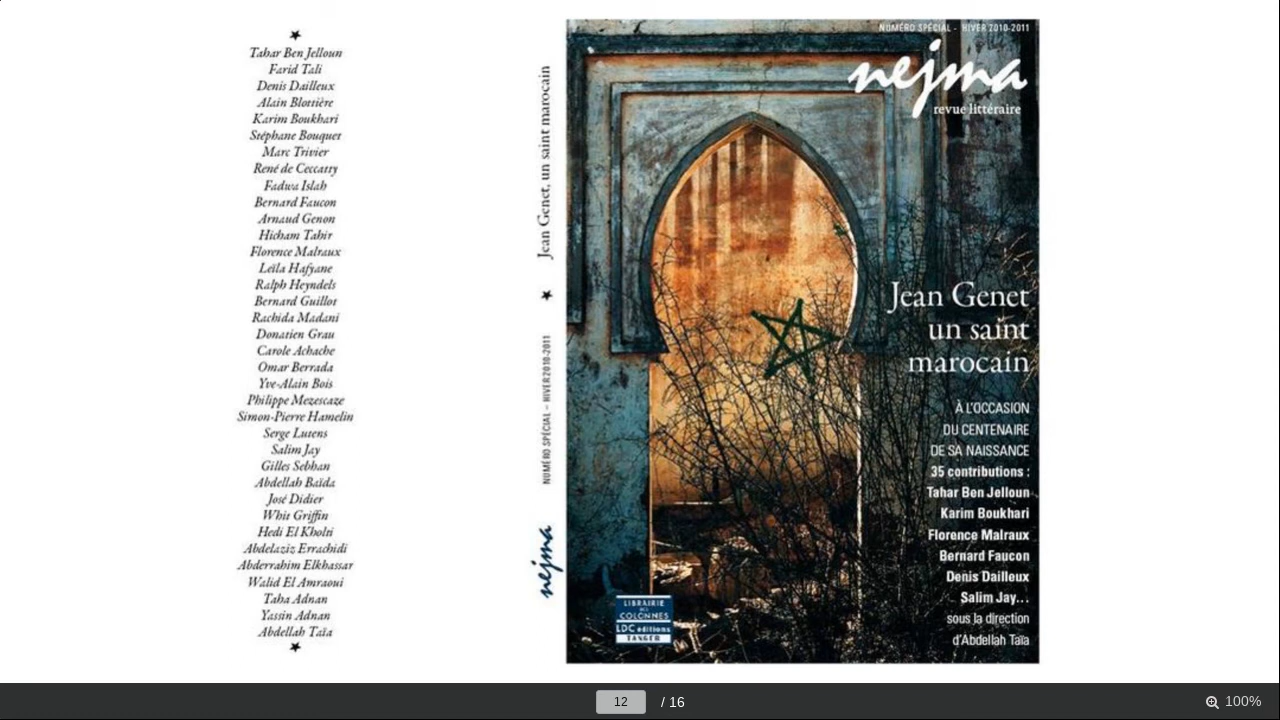 ★
Tahar Ben Jelloun
Farid Tali
Denis Dailleux
Alain Blottière
Karim Boukhari
Stéphane Bouquet
Marc Trivier
René de Ceccatty
Fadwa Islah
Bernard Faucon
Arnaud Genon
Hicham Tahir
Florence Malraux
Leïla Hafyane
Ralph Heyndels
Bernard Guillot
Rachida Madani
Donatien Grau
Carole Achache
Omar Berrada
Yve-Alain Bois
Philippe Mezescaze
Simon-Pierre Hamelin
Serge Lutens
Salim Jay
Gilles Sebhan
Abdellah Baïda
José Didier
Whit Griffin
Hedi El Kholti
Abdelaziz Errachidi
Abderrahim Elkhassar
Walid El Amraoui
Taha Adnan
Yassin Adnan
Abdellah Taïa
★
nejma
NUMÉRO SPÉCIAL – HIVER 2010-2011
★
Jean Genet, un saint marocain
NUMÉRO SPÉCIAL - HIVER 2010-2011
nejma
revue littéraire
Jean Genet
un saint
marocain
À L'OCCASION
DU CENTENAIRE
DE SA NAISSANCE
35 contributions :
Tahar Ben Jelloun
Karim Boukhari
Florence Malraux
Bernard Faucon
Denis Dailleux
Salim Jay...
sous la direction
d'Abdellah Taïa
LIBRAIRIE
DES
COLONNES
LDC éditions
TANGER
12 / 16
100%